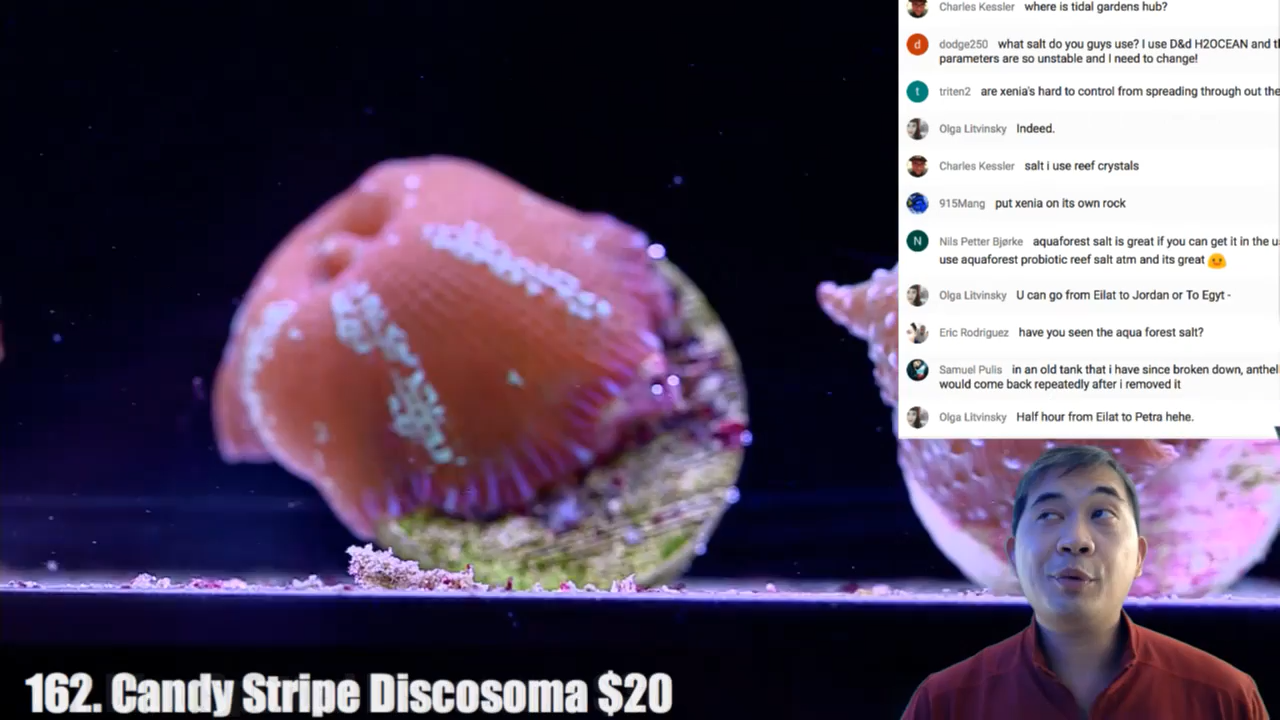 Charles Kessler where is tidal gardens hub?
d dodge250 what salt do you guys use? I use D&d H2OCEAN and
parameters are so unstable and I need to change!
t triten2 are xenia's hard to control from spreading through out the
Olga Litvinsky Indeed.
Charles Kessler salt i use reef crystals
915Mang put xenia on its own rock
N Nils Petter Bjørke aquaforest salt is great if you can get it in the
use aquaforest probiotic reef salt atm and its great
Olga Litvinsky U can go from Eilat to Jordan or To Egyt -
Eric Rodriguez have you seen the aqua forest salt?
Samuel Pulis in an old tank that i have since broken down,
would come back repeatedly after i removed it
Olga Litvinsky Half hour from Eilat to Petra hehe.
162. Candy Stripe Discosoma $20